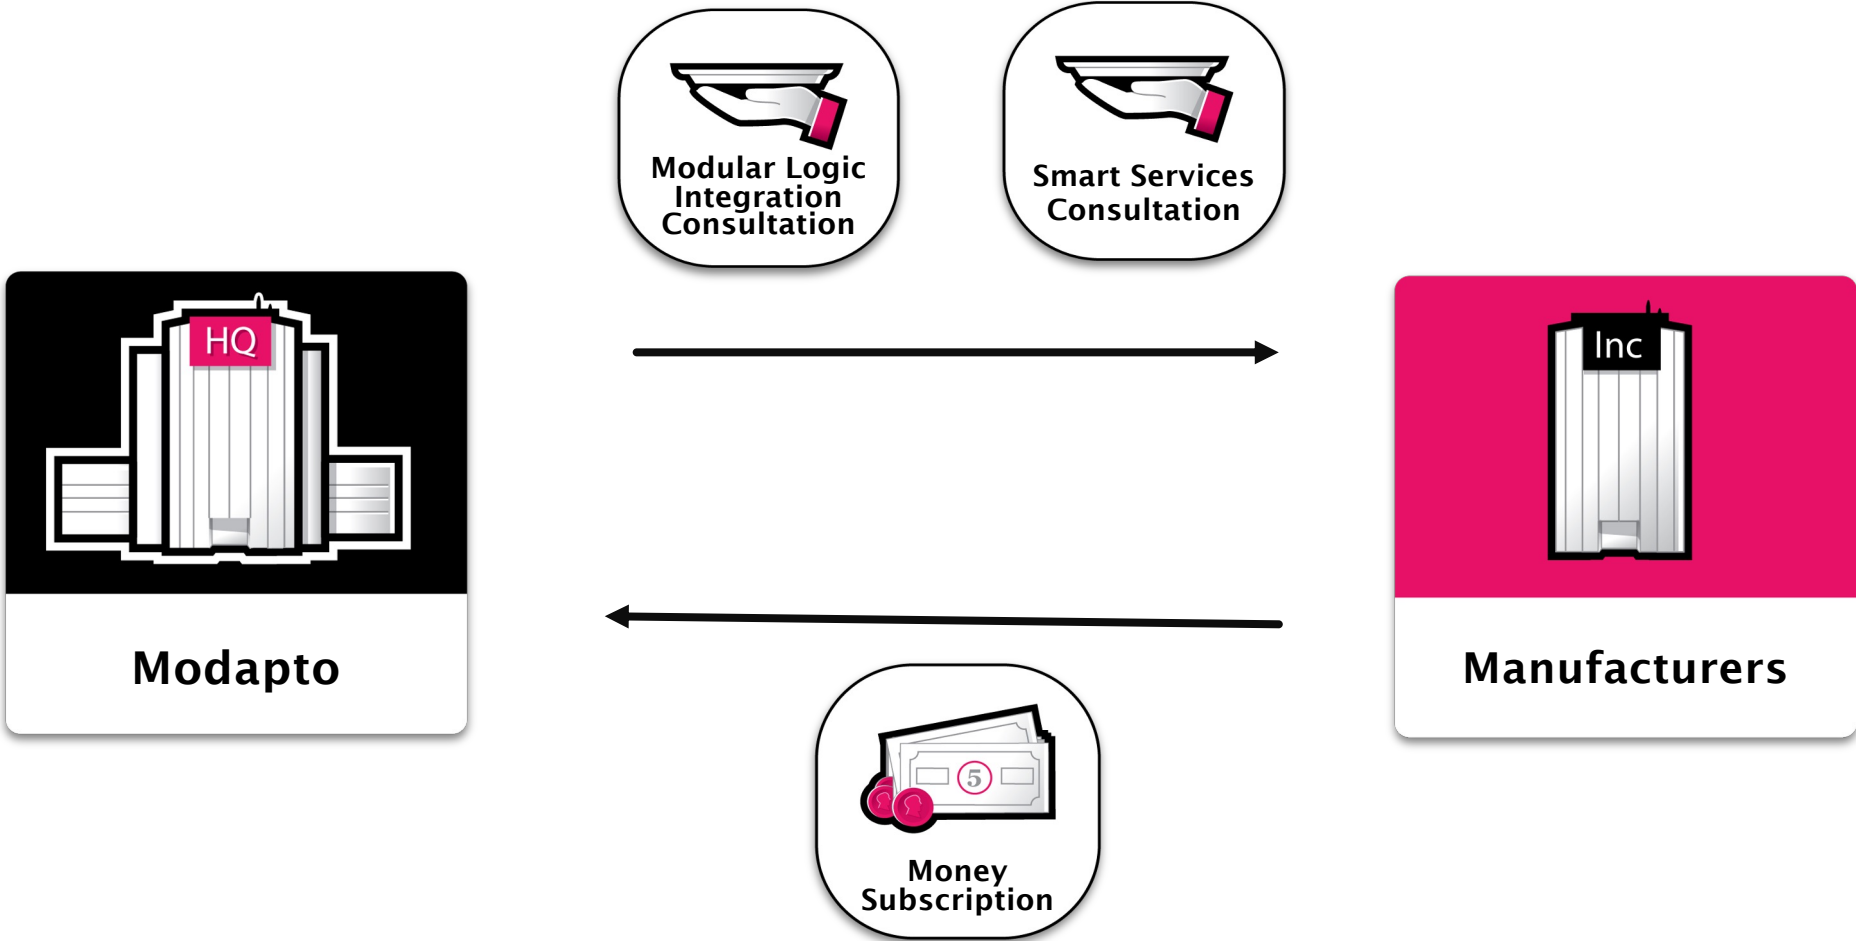 Modular Logic
Integration
Consultation
Smart Services
Consultation
HQ
Inc
Modapto
Manufacturers
5
Money
Subscription